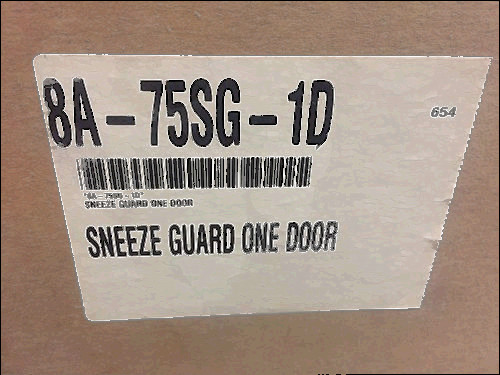 8A-75SG-1D
654
*8A-75SG-1D*
SNEEZE GUARD ONE DOOR
SNEEZE GUARD ONE DOOR